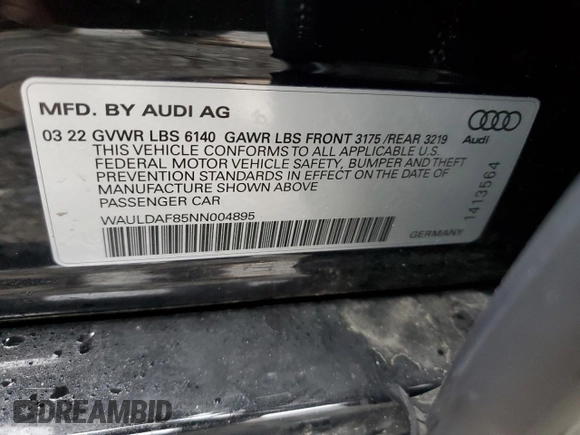 MFD. BY AUDI AG
03 22 GVWR LBS 6140 GAWR LBS FRONT 3175 /REAR 3219
THIS VEHICLE CONFORMS TO ALL APPLICABLE U.S.
FEDERAL MOTOR VEHICLE SAFETY, BUMPER AND THEFT
PREVENTION STANDARDS IN EFFECT ON THE DATE OF
MANUFACTURE SHOWN ABOVE
PASSENGER CAR
WAULDAF85NN004895
Audi
1413564
GERMANY
DREAMBID